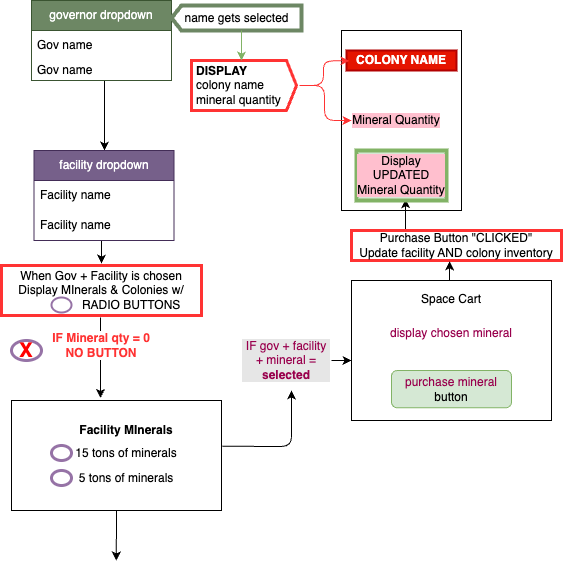 governor dropdown
Gov name
Gov name
name gets selected
DISPLAY
colony name
mineral quantity
COLONY NAME
Mineral Quantity
Display
UPDATED
Mineral Quantity
facility dropdown
Facility name
Facility name
Purchase Button "CLICKED"
Update facility AND colony inventory
When Gov + Facility is chosen
Display MInerals & Colonies w/
RADIO BUTTONS
X
IF Mineral qty = 0
NO BUTTON
IF gov + facility
+ mineral =
selected
Space Cart
display chosen mineral
purchase mineral
button
Facility MInerals
15 tons of minerals
5 tons of minerals